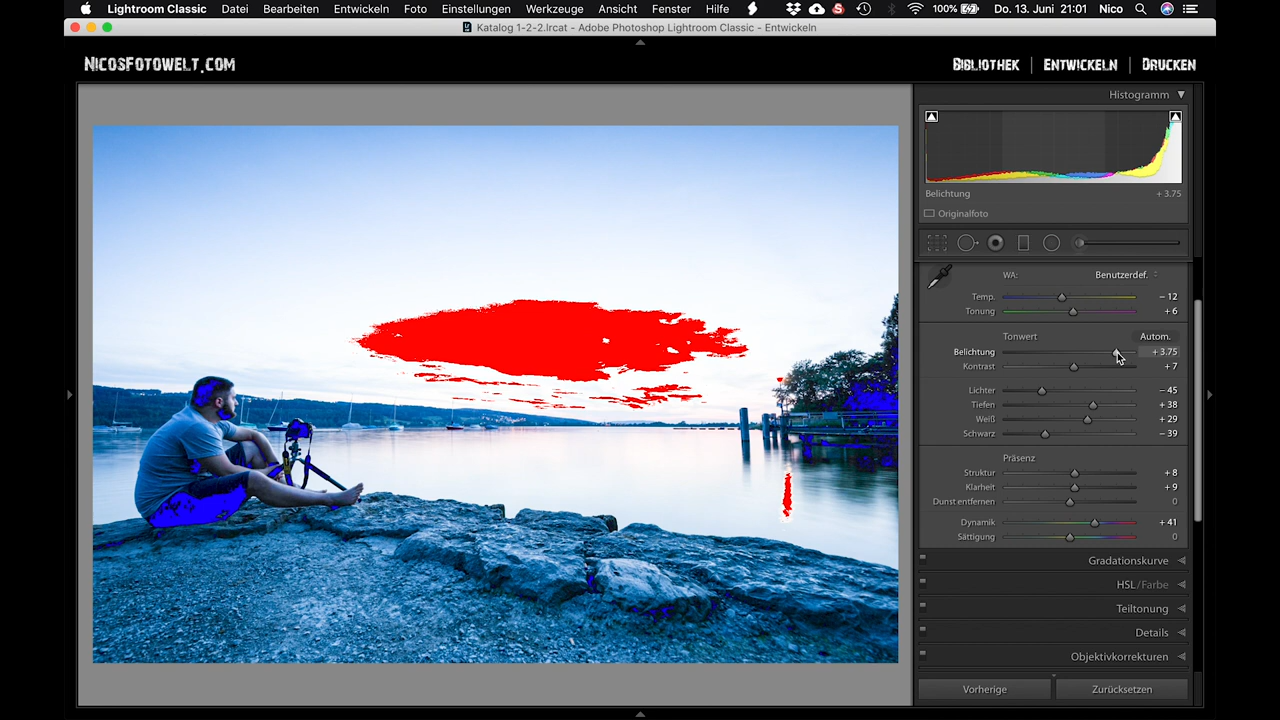 Lightroom Classic Datei Bearbeiten Entwickeln Foto Einstellungen Werkzeuge Ansicht Fenster Hilfe 100% Do. 13. Juni 21:01 Nico
Katalog 1-2-2.lrcat - Adobe Photoshop Lightroom Classic - Entwickeln
NicosFotowelt.com
Bibliothek | Entwickeln | Drucken
Histogramm
Belichtung + 3.75
Originalfoto
WA: Benutzerdef.
Temp. – 12
Tonung + 6
Tonwert Autom.
Belichtung + 3.75
Kontrast + 7
Lichter – 45
Tiefen + 38
Weiß + 29
Schwarz – 39
Präsenz
Struktur + 8
Klarheit + 9
Dunst entfernen 0
Dynamik + 41
Sättigung 0
Gradationskurve
HSL / Farbe
Teiltonung
Details
Objektivkorrekturen
Vorherige Zurücksetzen